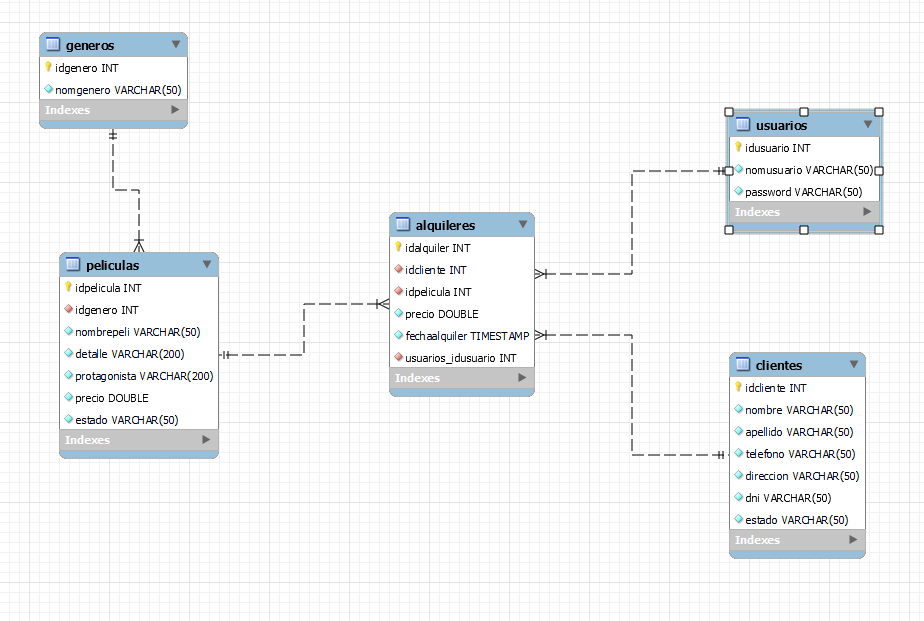 generos
idgenero INT
nomgenero VARCHAR(50)
Indexes
peliculas
idpelicula INT
idgenero INT
nombrepeli VARCHAR(50)
detalle VARCHAR(200)
protagonista VARCHAR(200)
precio DOUBLE
estado VARCHAR(50)
Indexes
alquileres
idalquiler INT
idcliente INT
idpelicula INT
precio DOUBLE
fechaalquiler TIMESTAMP
usuarios_idusuario INT
Indexes
usuarios
idusuario INT
nomusuario VARCHAR(50)
password VARCHAR(50)
Indexes
clientes
idcliente INT
nombre VARCHAR(50)
apellido VARCHAR(50)
telefono VARCHAR(50)
direccion VARCHAR(50)
dni VARCHAR(50)
estado VARCHAR(50)
Indexes